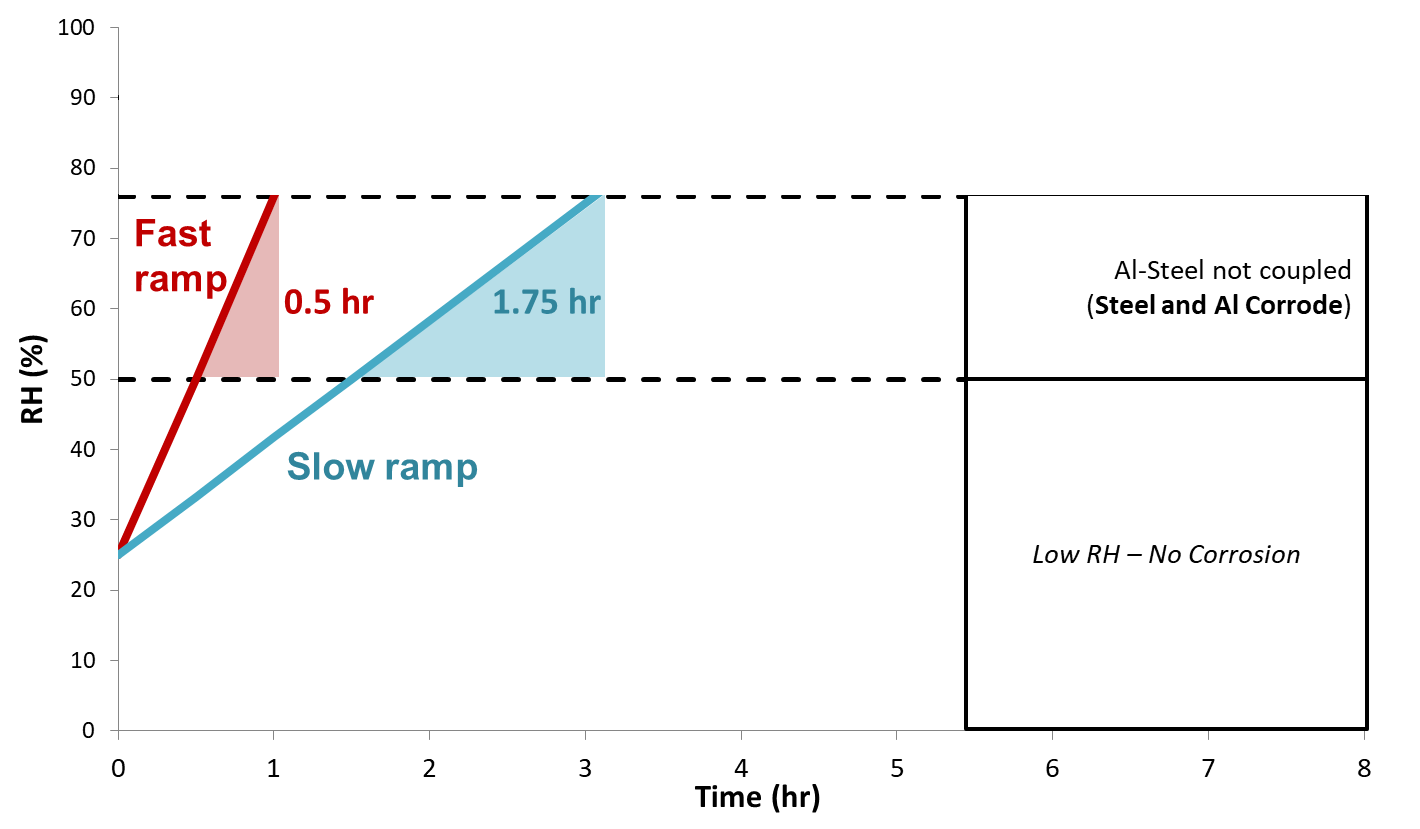 100
90
80
70
60
50
40
30
20
10
0
RH (%)
Fast
ramp
0.5 hr
1.75 hr
Slow ramp
Al-Steel not coupled
(Steel and Al Corrode)
Low RH – No Corrosion
0 1 2 3 4 5 6 7 8
Time (hr)